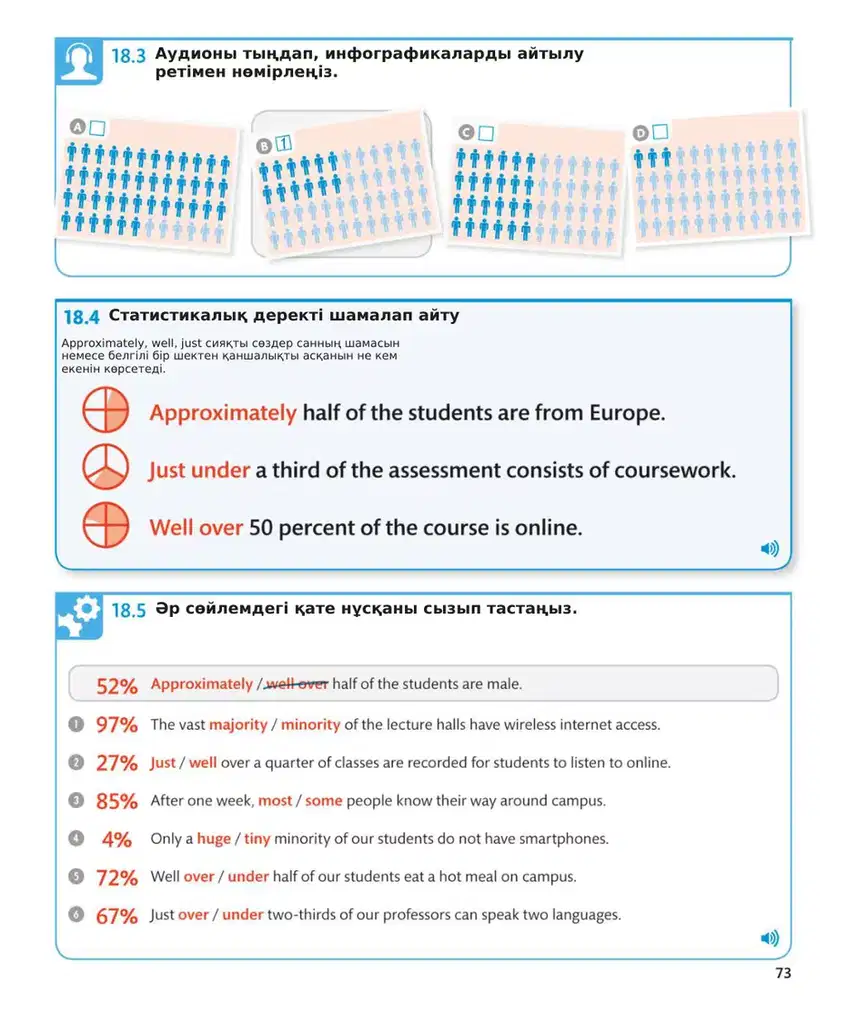 18.3 Аудионы тыңдап, инфографикаларды айтылу
ретімен нөмірлеңіз.
A
B 1
C
D
18.4 Статистикалық деректі шамалап айту
Approximately, well, just сияқты сөздер санның шамасын
немесе белгілі бір шектен қаншалықты асқанын не кем
екенін көрсетеді.
Approximately half of the students are from Europe.
Just under a third of the assessment consists of coursework.
Well over 50 percent of the course is online.
18.5 Әр сөйлемдегі қате нұсқаны сызып тастаңыз.
52% Approximately / well over half of the students are male.
1 97% The vast majority / minority of the lecture halls have wireless internet access.
2 27% Just / well over a quarter of classes are recorded for students to listen to online.
3 85% After one week, most / some people know their way around campus.
4 4% Only a huge / tiny minority of our students do not have smartphones.
5 72% Well over / under half of our students eat a hot meal on campus.
6 67% Just over / under two-thirds of our professors can speak two languages.
73